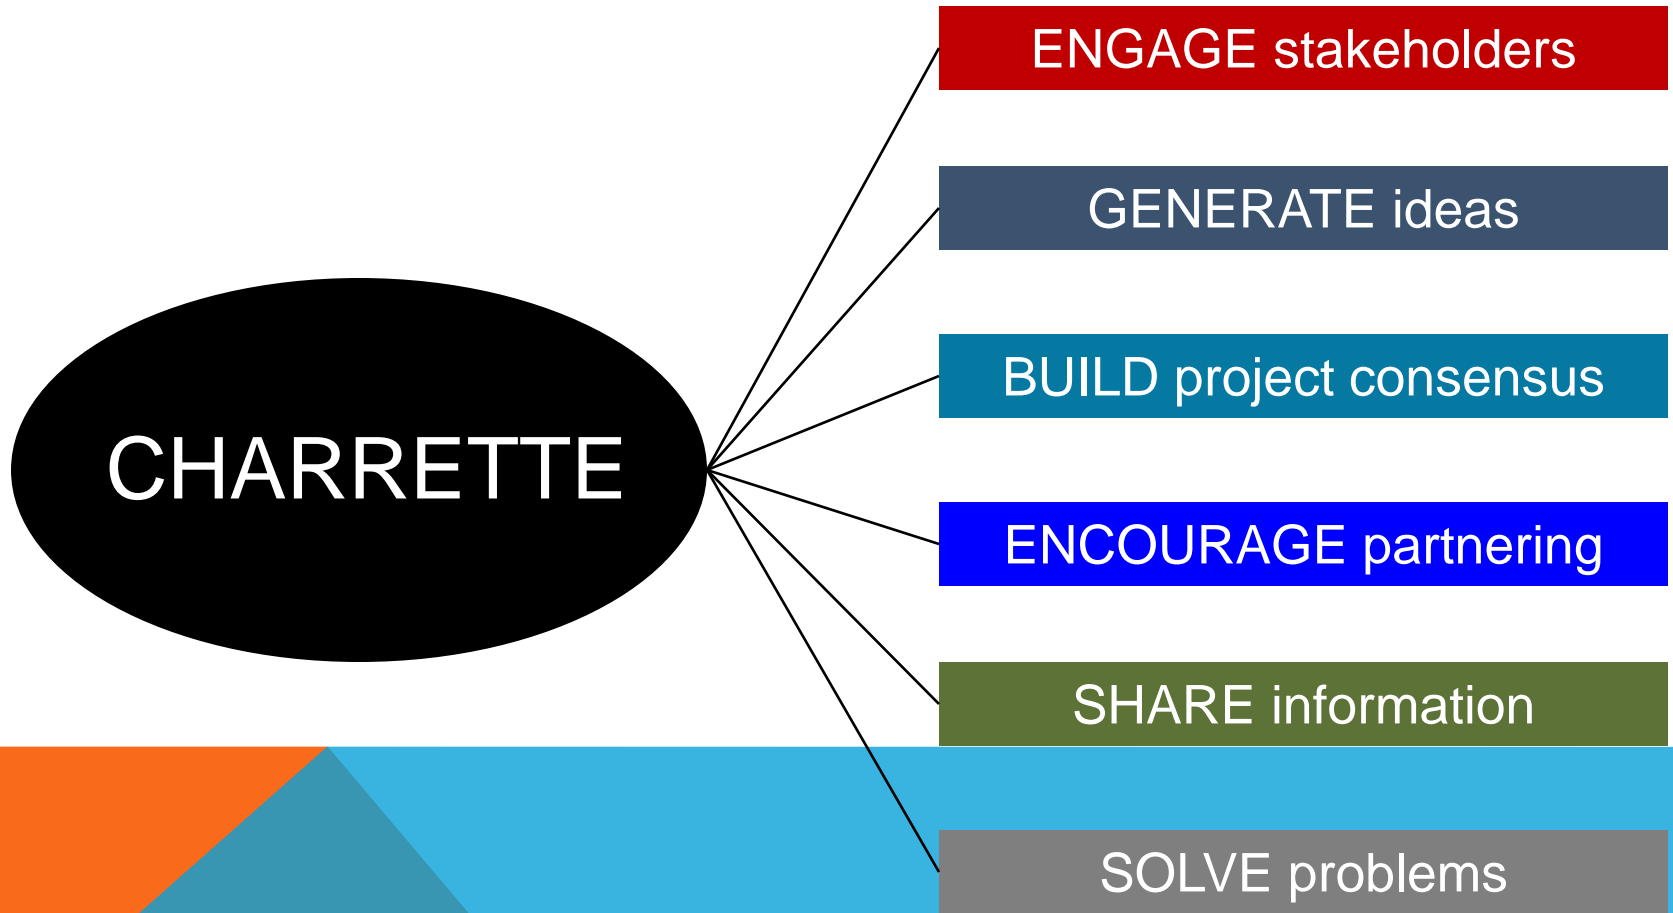 ENGAGE stakeholders
GENERATE ideas
BUILD project consensus
CHARRETTE
ENCOURAGE partnering
SHARE information
SOLVE problems